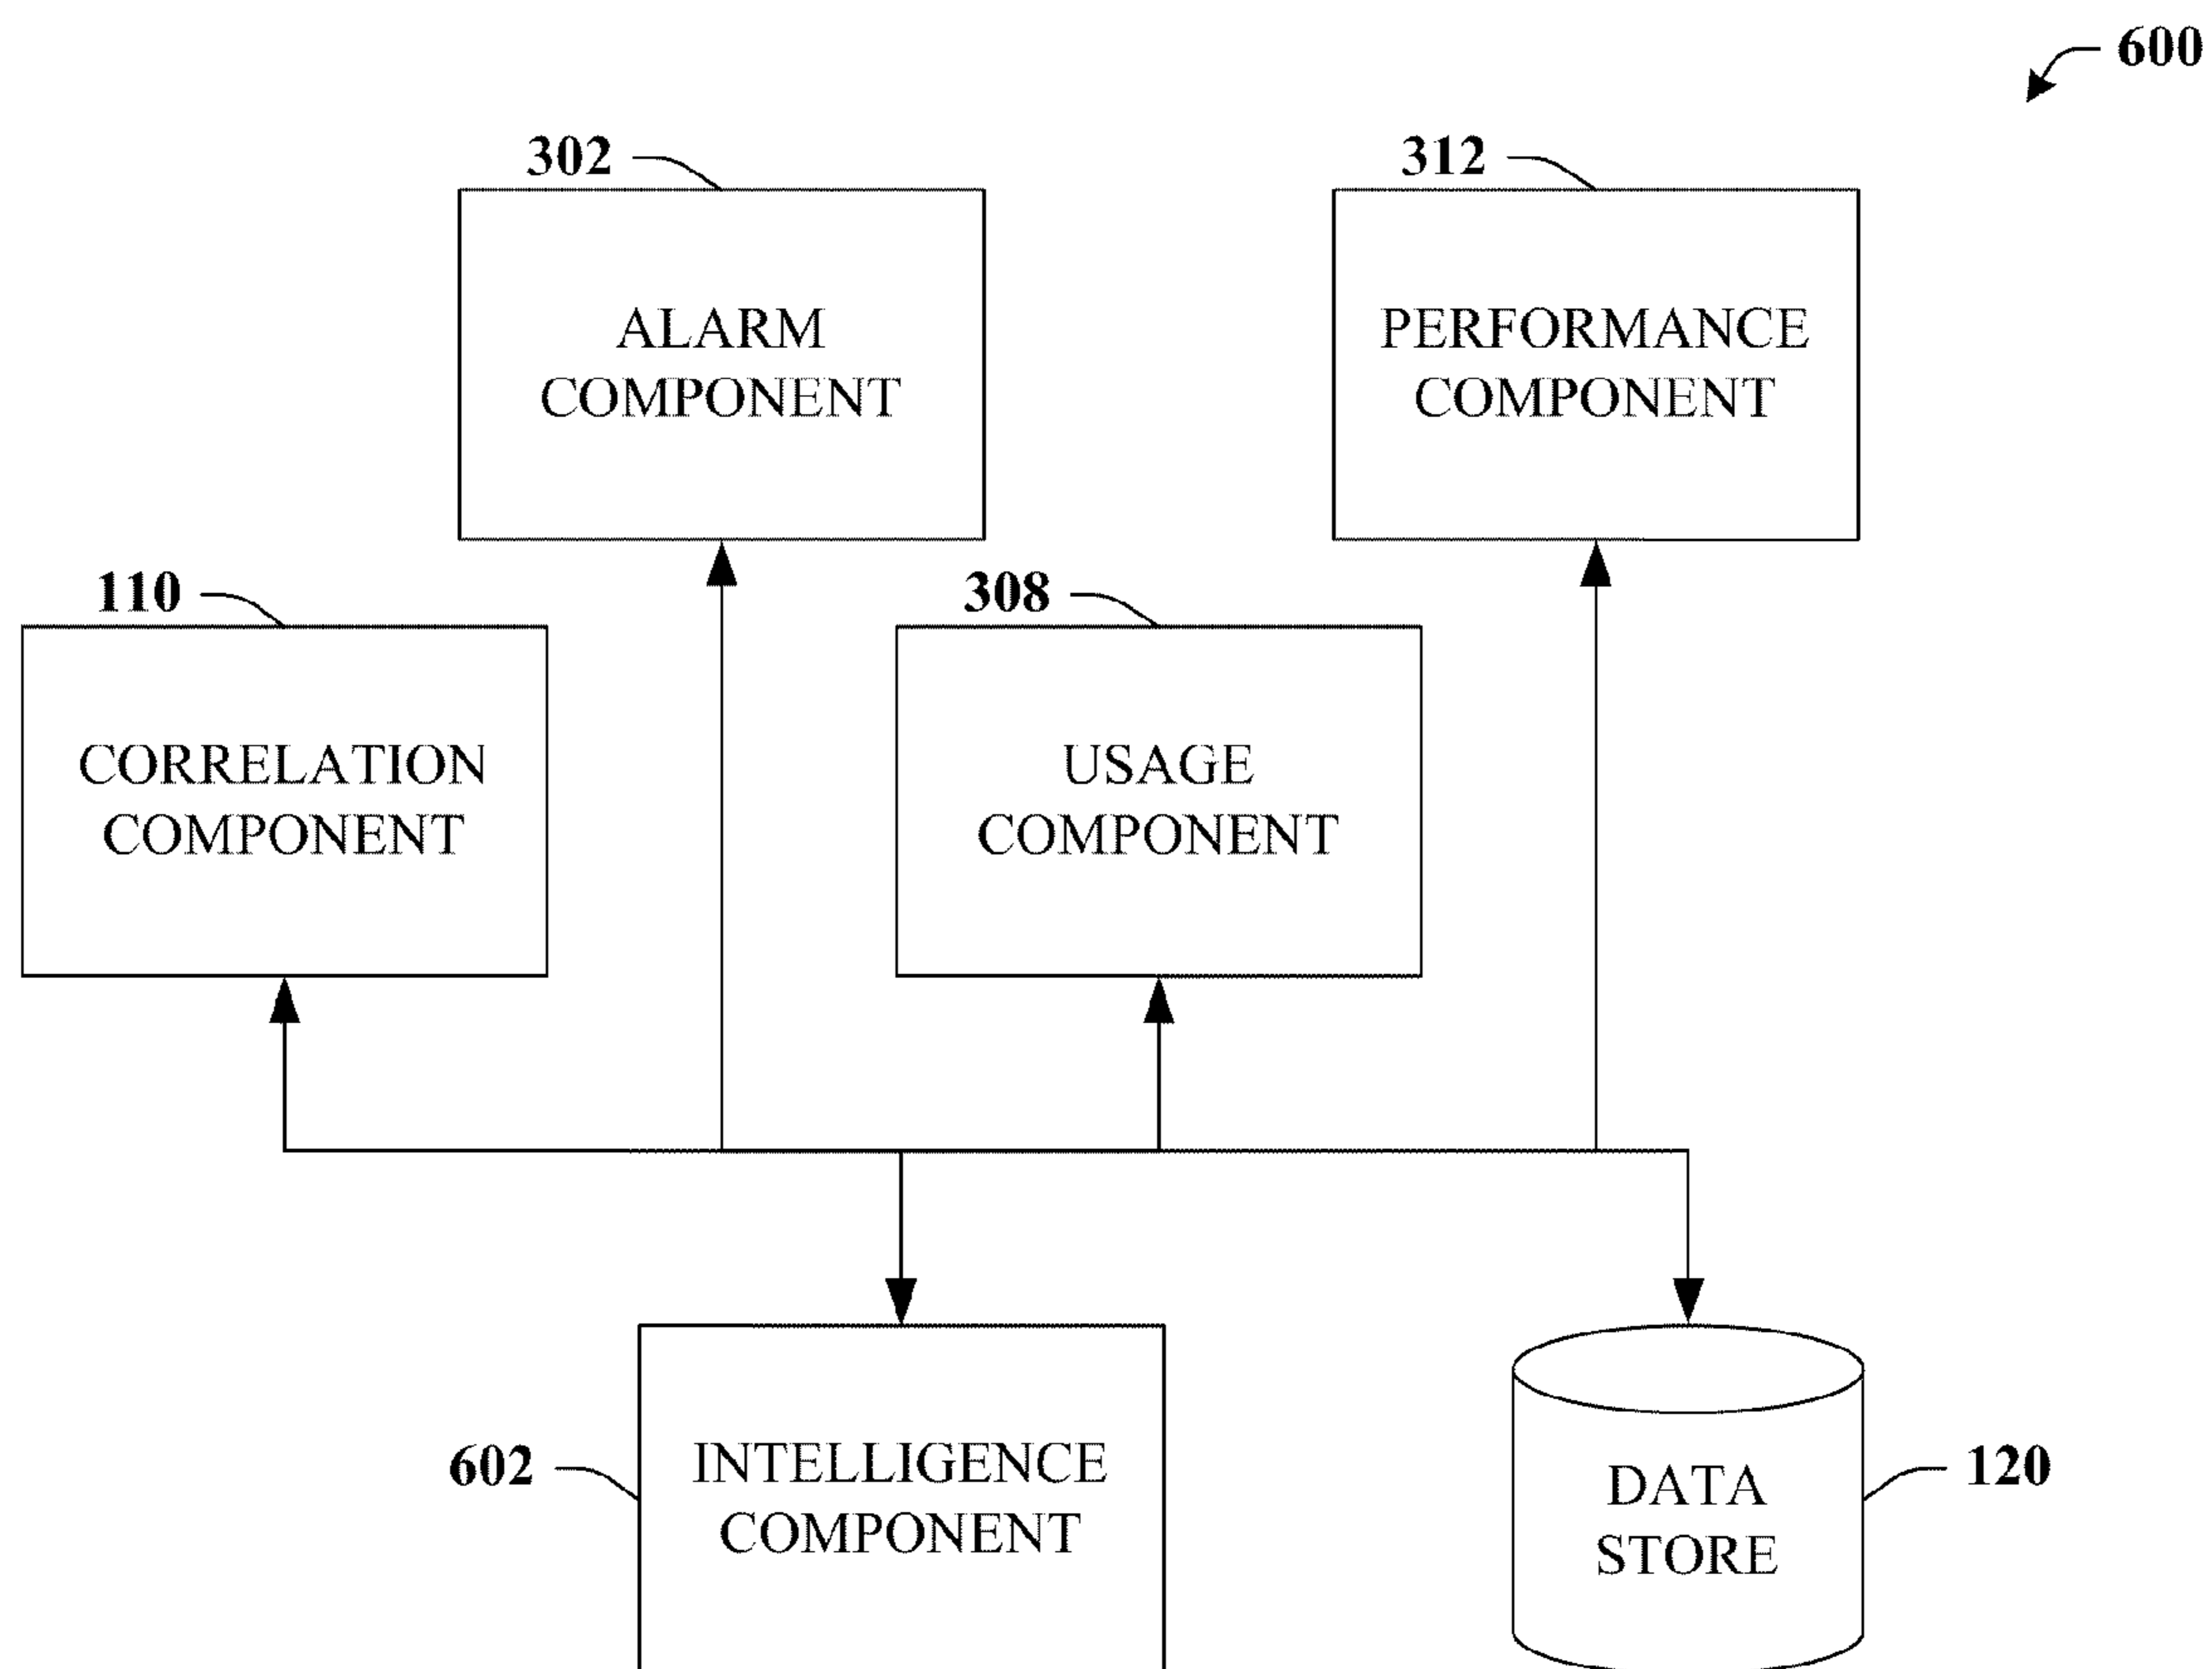 600
302
312
ALARM
COMPONENT
PERFORMANCE
COMPONENT
110
308
CORRELATION
COMPONENT
USAGE
COMPONENT
602
INTELLIGENCE
COMPONENT
DATA
STORE
120